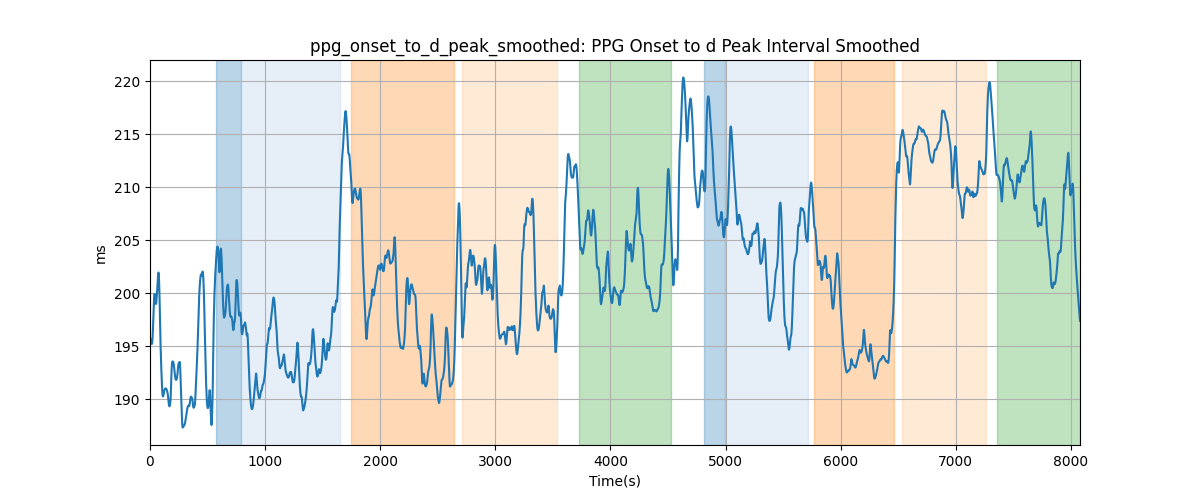 ppg_onset_to_d_peak_smoothed: PPG Onset to d Peak Interval Smoothed
220
215
210
205
200
195
190
ms
0 1000 2000 3000 4000 5000 6000 7000 8000
Time(s)